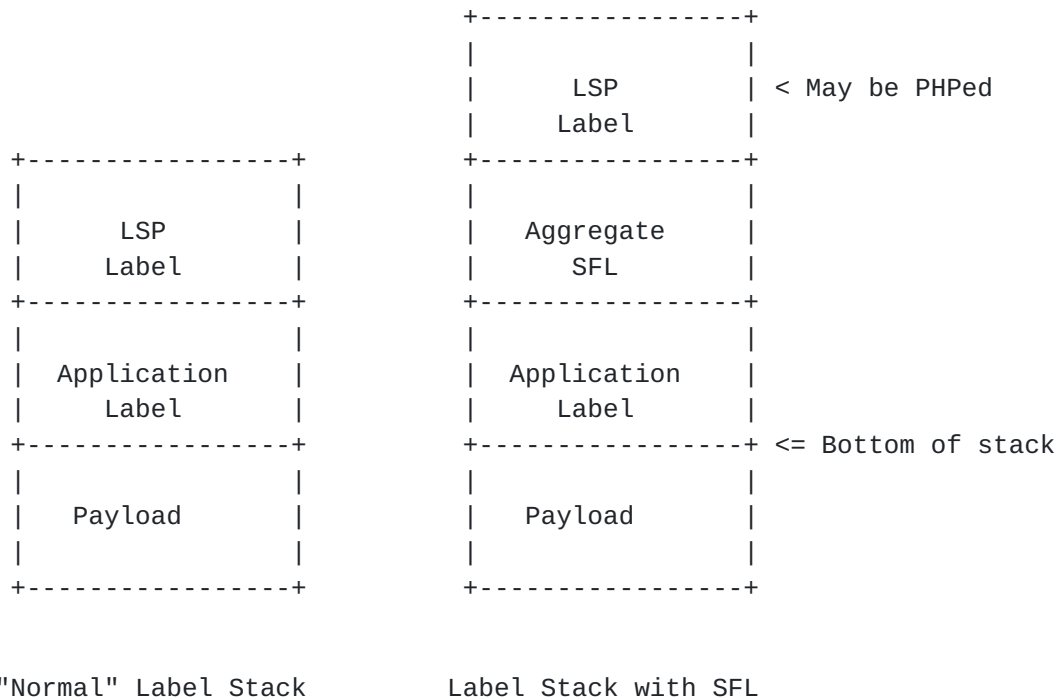 +-----------------+
|                 |
|       LSP       | < May be PHPed
|      Label      |
+-----------------+          +-----------------+
|                 |          |                 |
|       LSP       |          |    Aggregate    |
|      Label      |          |       SFL       |
+-----------------+          +-----------------+
|                 |          |                 |
|   Application   |          |   Application   |
|      Label      |          |      Label      |
+-----------------+          +-----------------+ <= Bottom of stack
|                 |          |                 |
|    Payload      |          |    Payload      |
|                 |          |                 |
+-----------------+          +-----------------+
"Normal" Label Stack         Label Stack with SFL